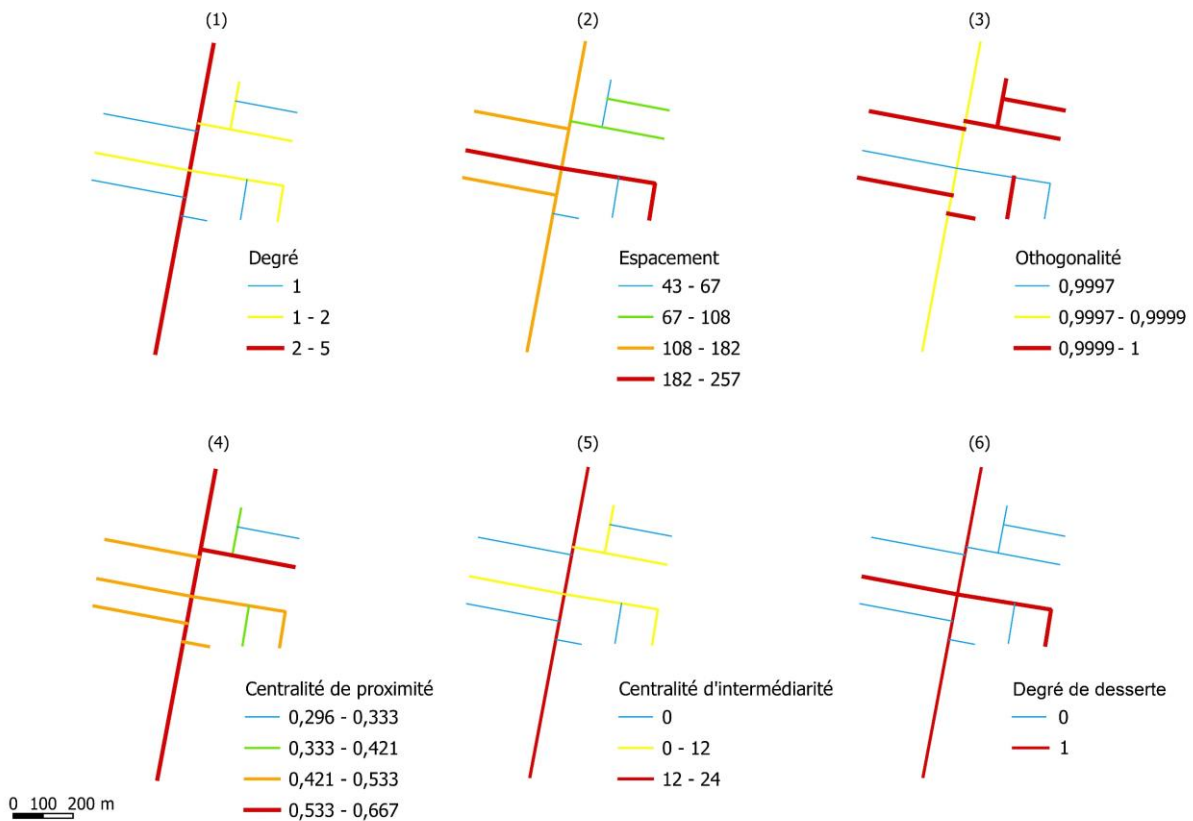 (1)
(2)
(3)
Degré
1
1 - 2
2 - 5
Espacement
43 - 67
67 - 108
108 - 182
182 - 257
Othogonalité
0,9997
0,9997 - 0,9999
0,9999 - 1
(4)
(5)
(6)
Centralité de proximité
0,296 - 0,333
0,333 - 0,421
0,421 - 0,533
0,533 - 0,667
Centralité d'intermédiarité
0
0 - 12
12 - 24
Degré de desserte
0
1
0 100 200 m